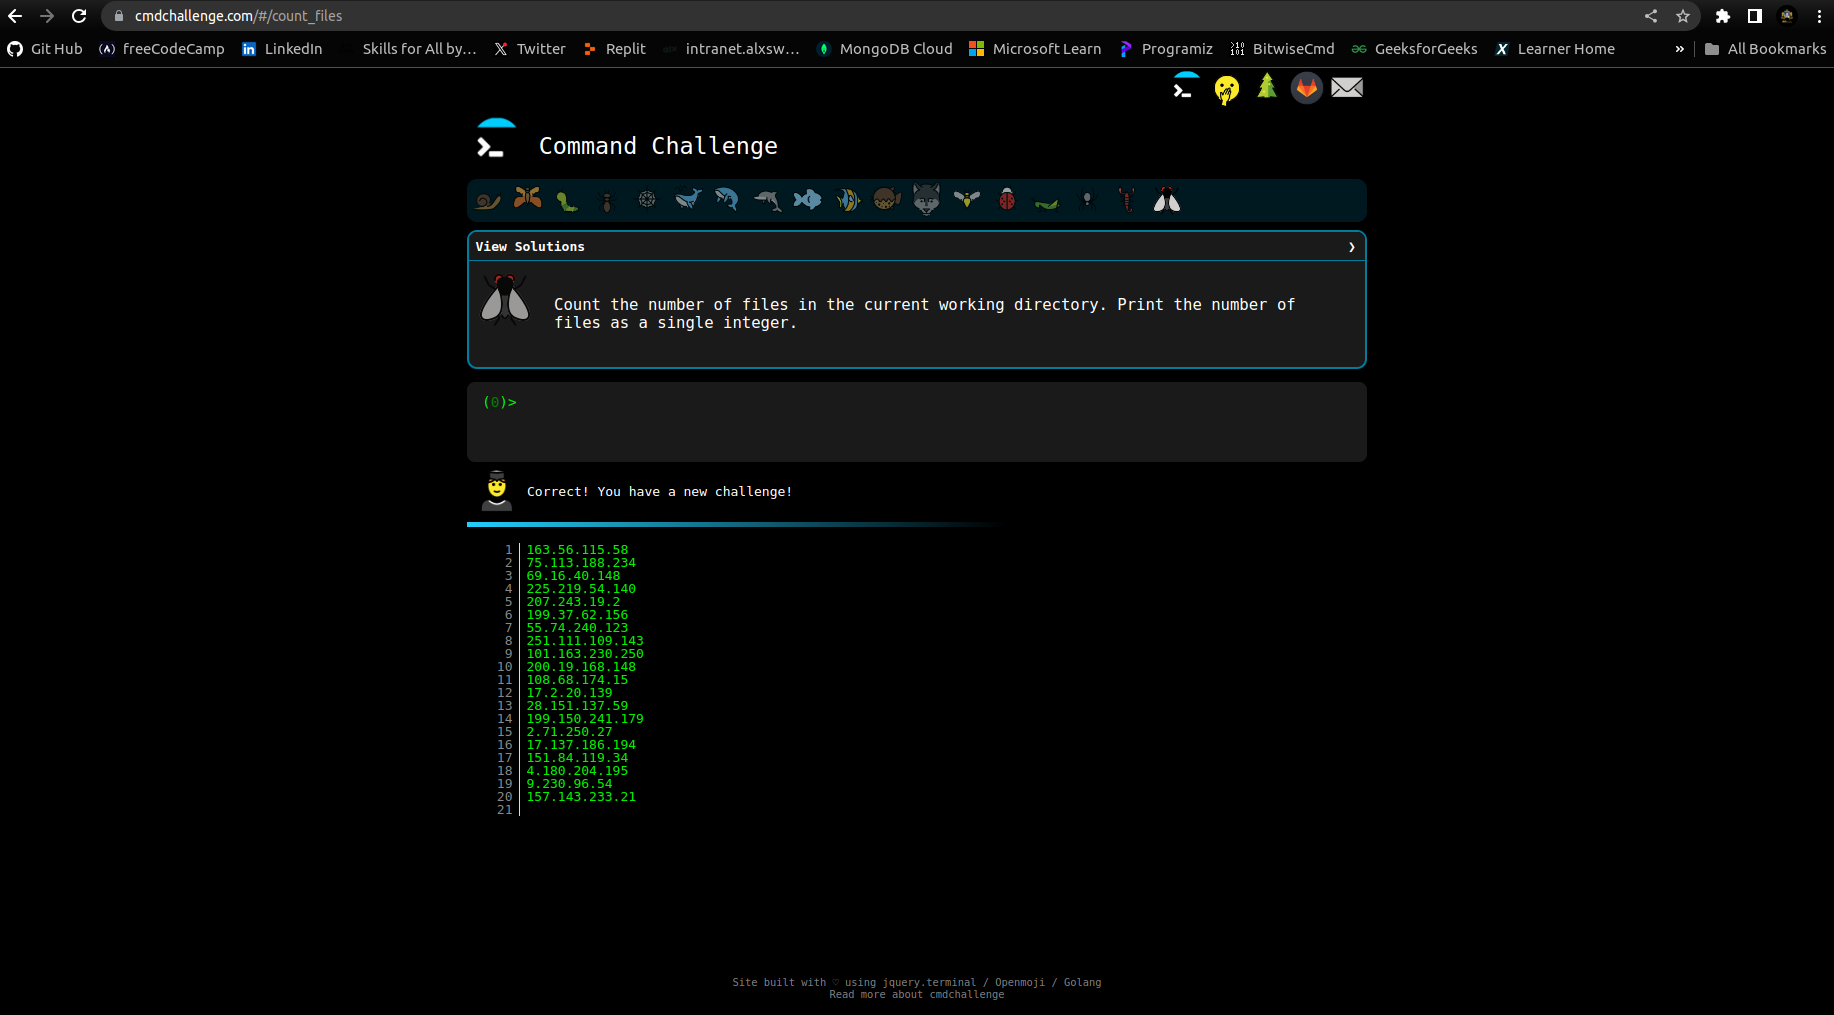 cmdchallenge.com/#/count_files
Git Hub freeCodeCamp LinkedIn Skills for All by... Twitter Replit intranet.alxsw... MongoDB Cloud Microsoft Learn Programiz BitwiseCmd GeeksforGeeks Learner Home » All Bookmarks
Command Challenge
View Solutions ❯
Count the number of files in the current working directory. Print the number of
files as a single integer.
(0)>
Correct! You have a new challenge!
1 163.56.115.58
2 75.113.188.234
3 69.16.40.148
4 225.219.54.140
5 207.243.19.2
6 199.37.62.156
7 55.74.240.123
8 251.111.109.143
9 101.163.230.250
10 200.19.168.148
11 108.68.174.15
12 17.2.20.139
13 28.151.137.59
14 199.150.241.179
15 2.71.250.27
16 17.137.186.194
17 151.84.119.34
18 4.180.204.195
19 9.230.96.54
20 157.143.233.21
21
Site built with ♡ using jquery.terminal / Openmoji / Golang
Read more about cmdchallenge